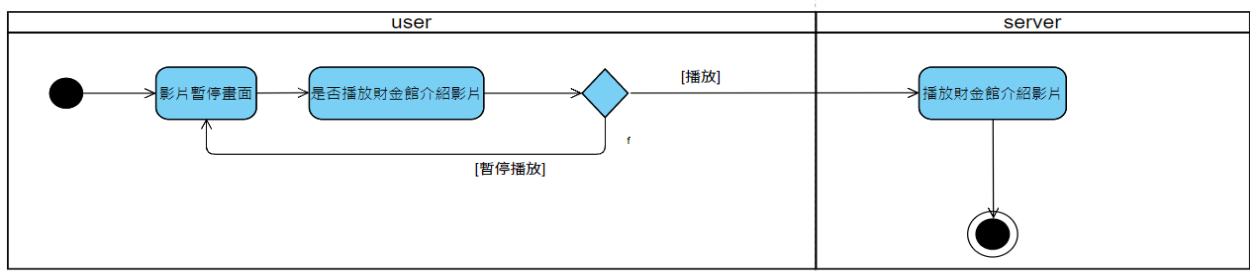 user
server
影片暫停畫面
是否播放財金館介紹影片
[播放]
播放財金館介紹影片
f
[暫停播放]